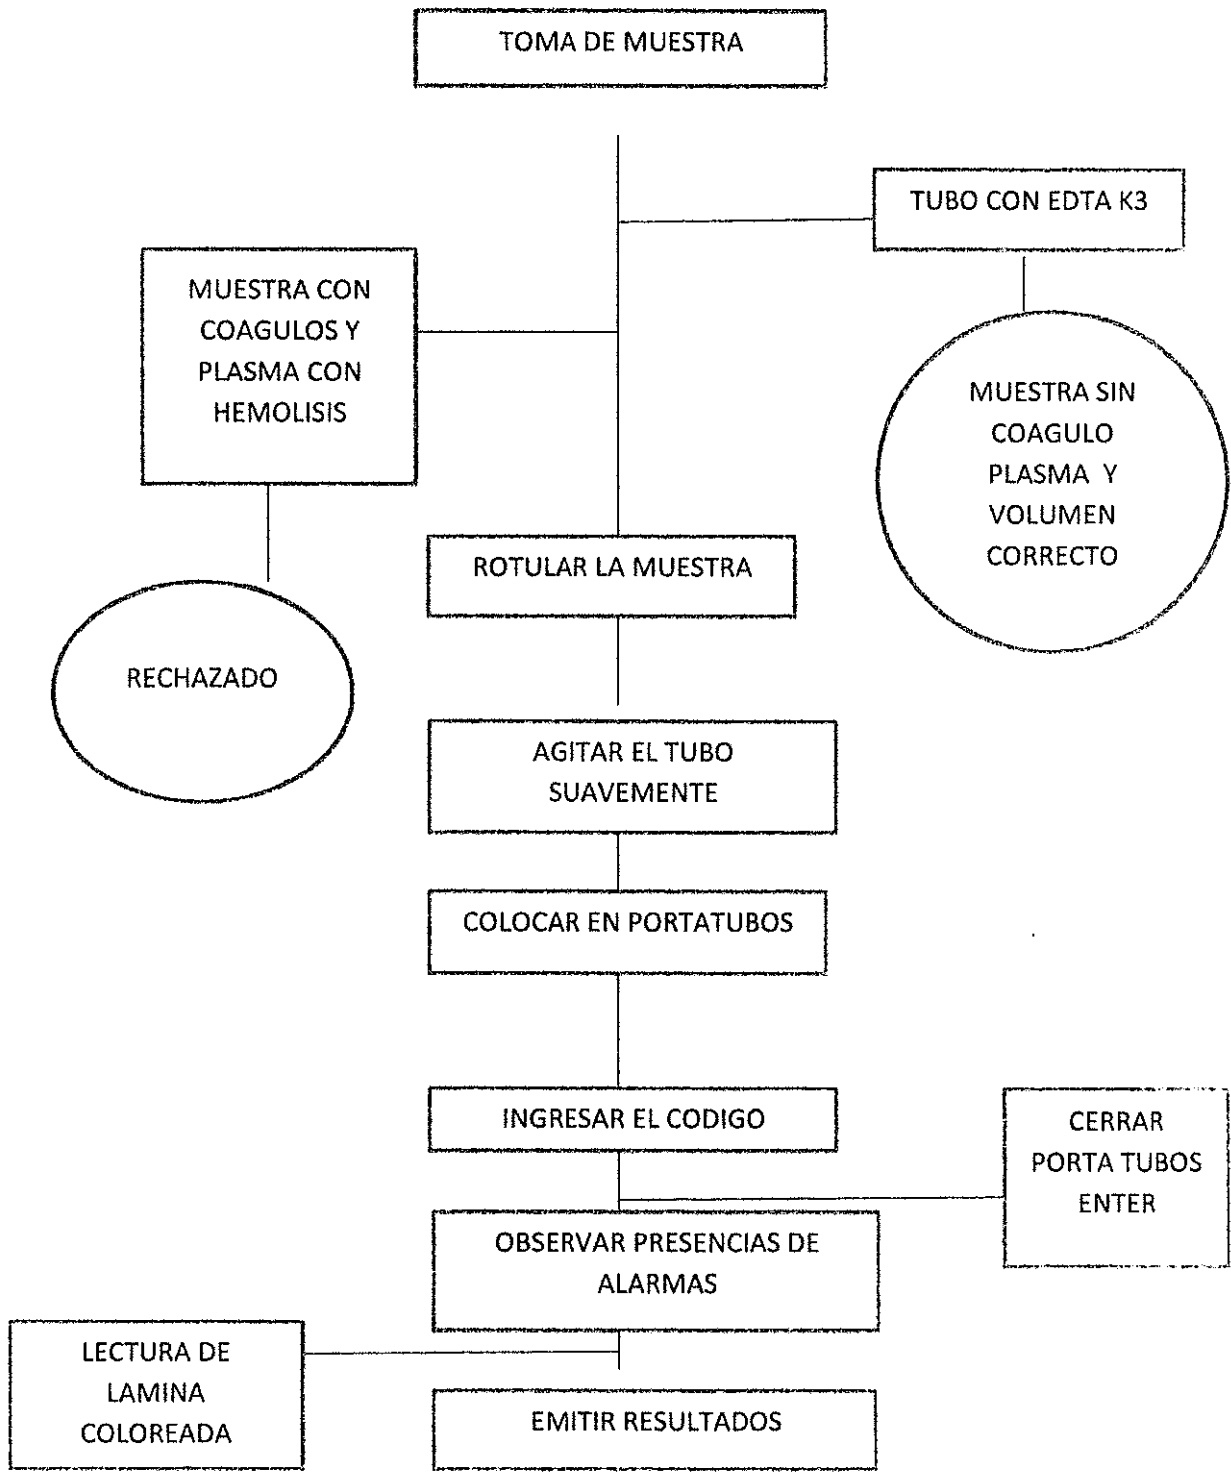 TOMA DE MUESTRA
TUBO CON EDTA K3
MUESTRA CON
COAGULOS Y
PLASMA CON
HEMOLISIS
MUESTRA SIN
COAGULO
PLASMA Y
VOLUMEN
CORRECTO
ROTULAR LA MUESTRA
RECHAZADO
AGITAR EL TUBO
SUAVEMENTE
COLOCAR EN PORTATUBOS
INGRESAR EL CODIGO
CERRAR
PORTA TUBOS
ENTER
OBSERVAR PRESENCIAS DE
ALARMAS
LECTURA DE
LAMINA
COLOREADA
EMITIR RESULTADOS